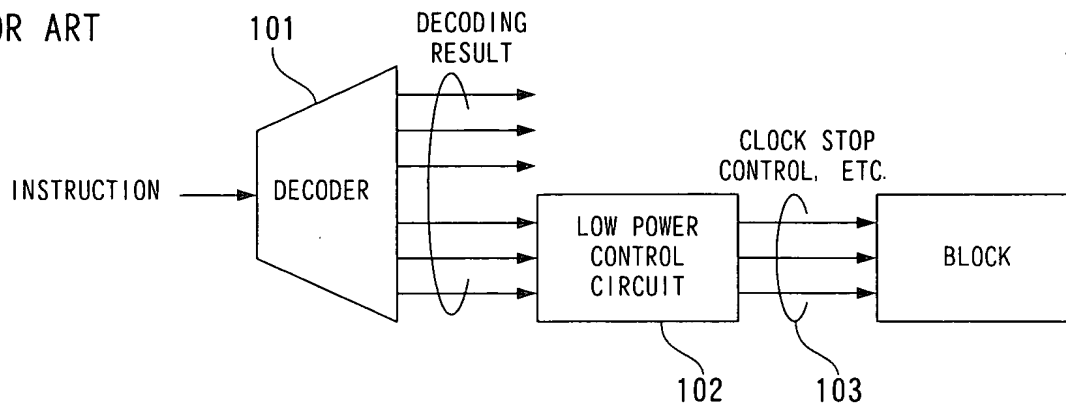 OR ART
101
DECODING
RESULT
INSTRUCTION
DECODER
CLOCK STOP
CONTROL, ETC.
LOW POWER
CONTROL
CIRCUIT
BLOCK
102
103